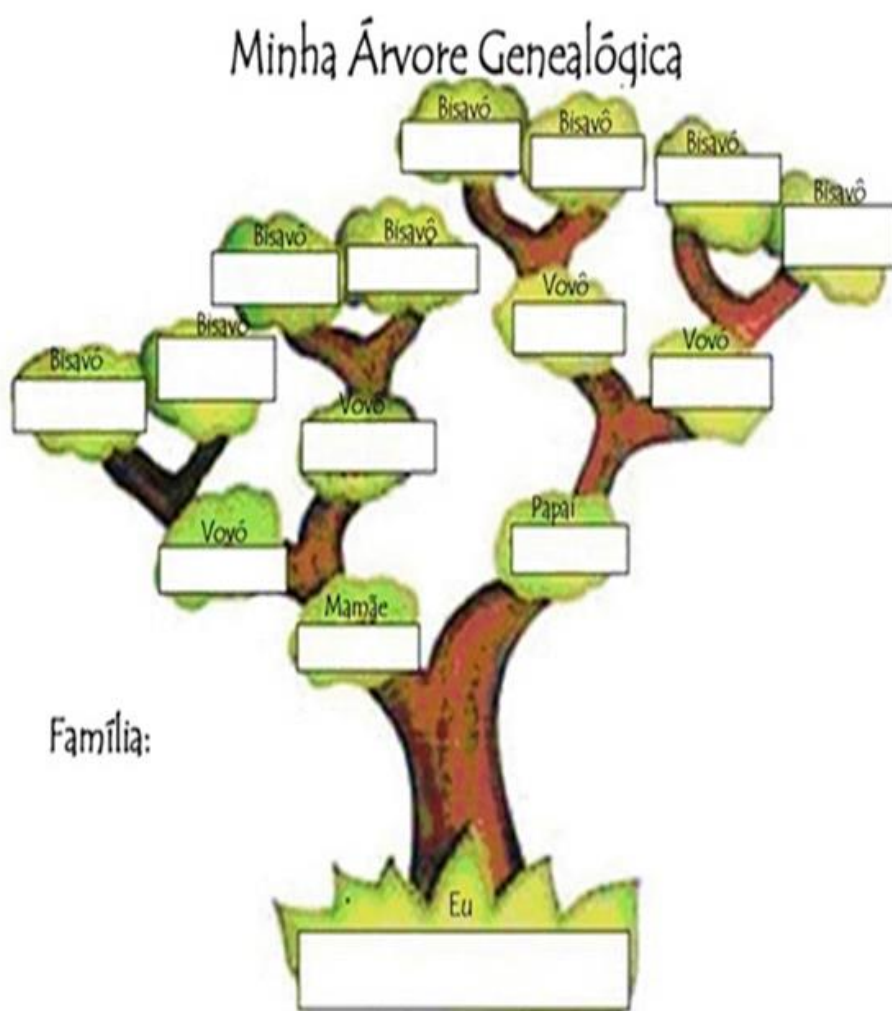 Minha Árvore Genealógica
Bisavó
Bisavô
Bisavó
Bisavô
Bisavó
Bisavô
Bisavó
Bisavô
Vovô
Vovó
Vovô
Vovó
Papai
Mamãe
Família:
Eu